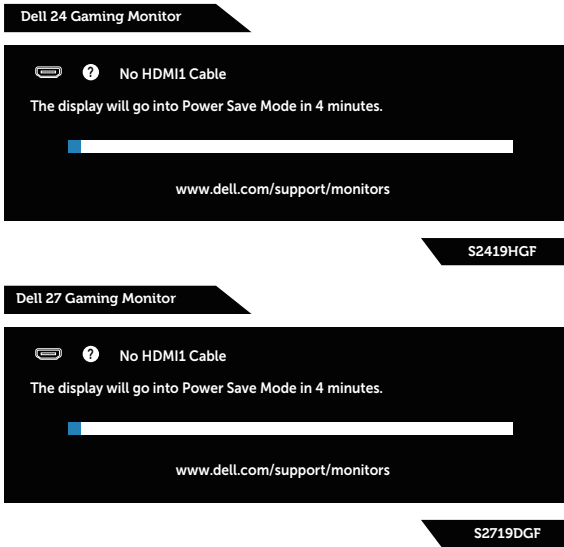 Dell 24 Gaming Monitor
? No HDMI1 Cable
The display will go into Power Save Mode in 4 minutes.
www.dell.com/support/monitors
S2419HGF
Dell 27 Gaming Monitor
? No HDMI1 Cable
The display will go into Power Save Mode in 4 minutes.
www.dell.com/support/monitors
S2719DGF